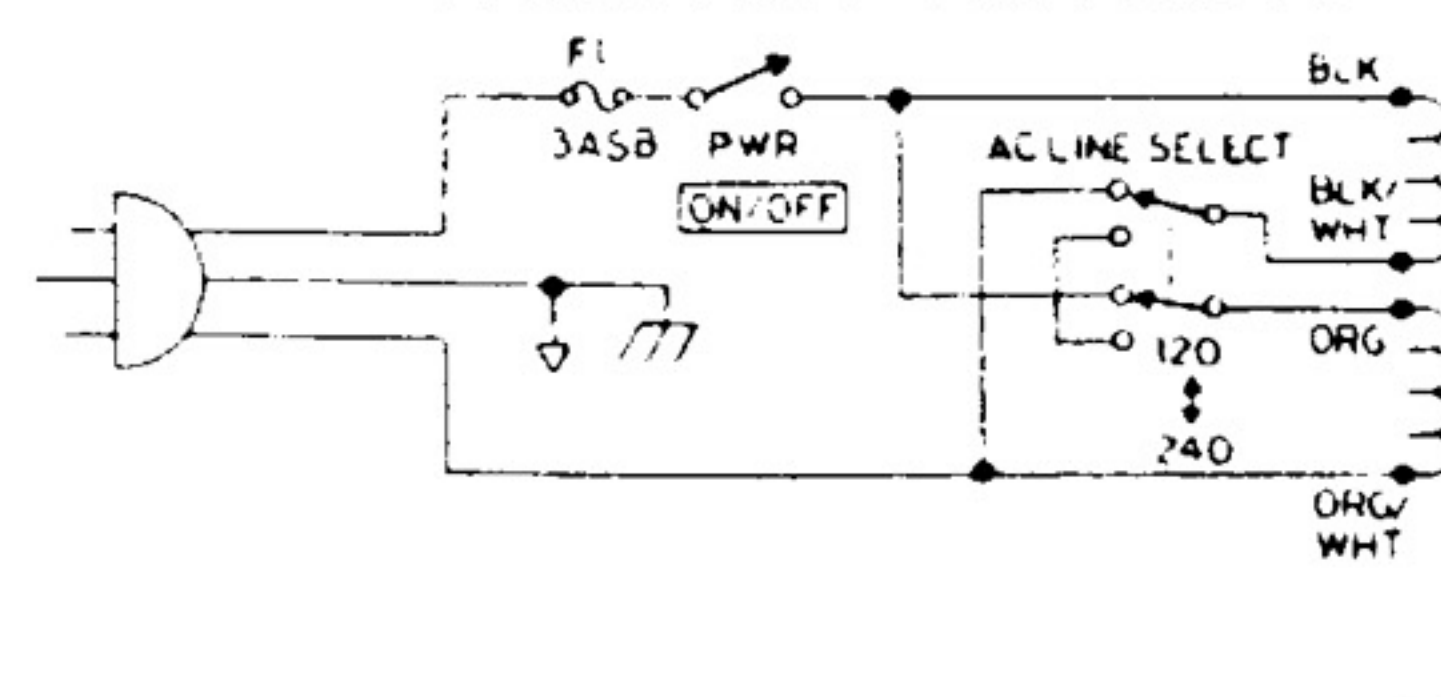 F1
BLK
3ASB PWR
AC LINE SELECT
ON/OFF
BLK/
WHT
ORG
120
240
ORG/
WHT